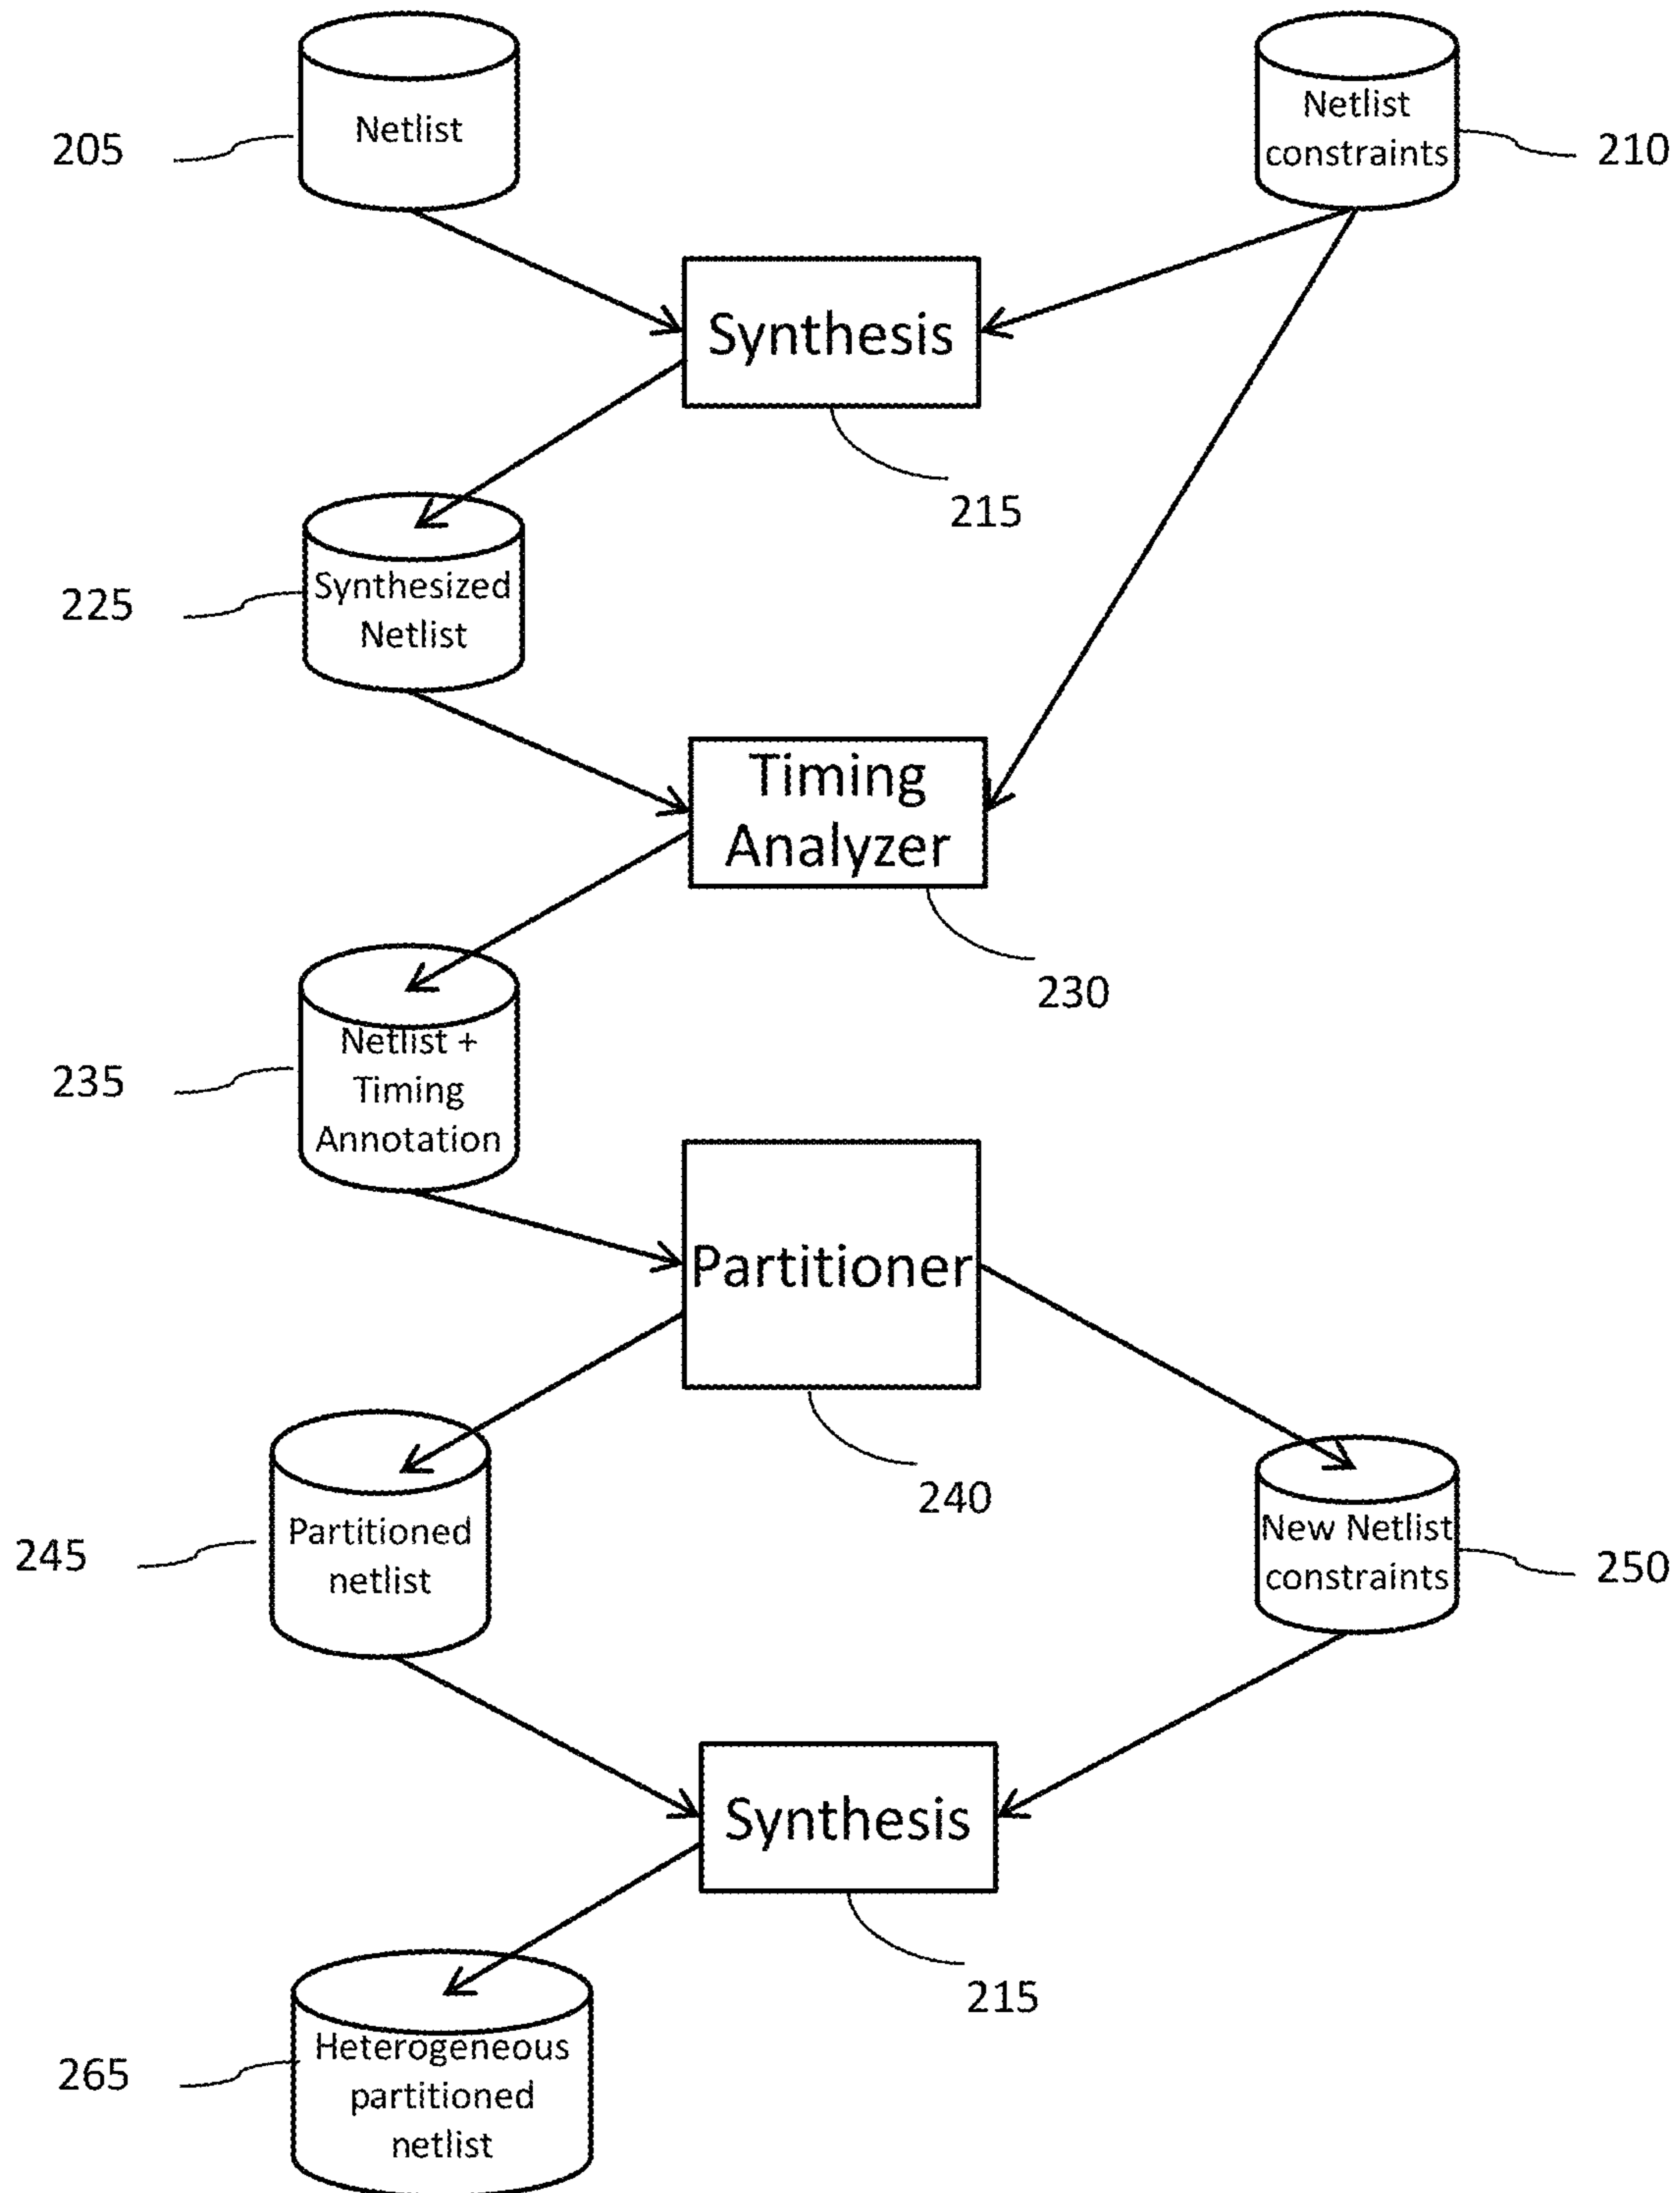 Netlist
205
Netlist
constraints
210
Synthesis
215
Synthesized
Netlist
225
Timing
Analyzer
230
Netlist +
Timing
Annotation
235
Partitioner
240
Partitioned
netlist
245
New Netlist
constraints
250
Synthesis
215
Heterogeneous
partitioned
netlist
265